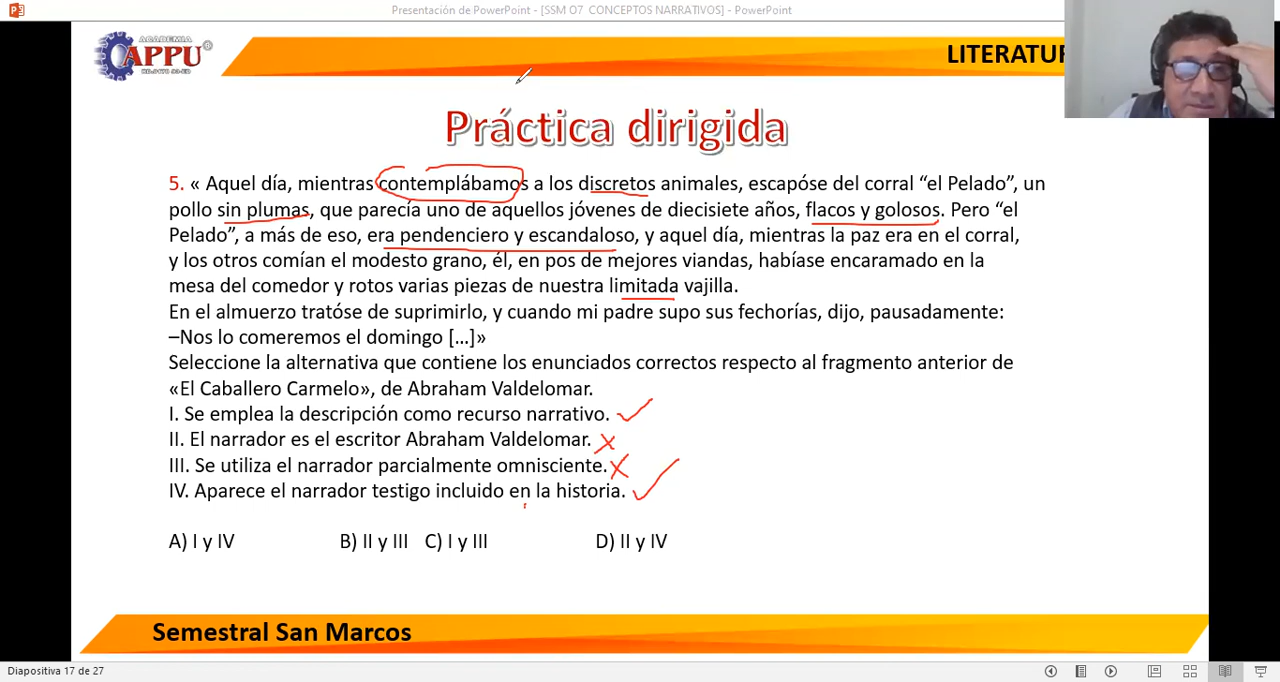 Presentación de PowerPoint - [SSM O7 CONCEPTOS NARRATIVOS] - PowerPoint
ACADEMIA
APPU
LITERATUR
Práctica dirigida
5. « Aquel día, mientras contemplábamos a los discretos animales, escapóse del corral “el Pelado”, un
pollo sin plumas, que parecía uno de aquellos jóvenes de diecisiete años, flacos y golosos. Pero “el
Pelado”, a más de eso, era pendenciero y escandaloso, y aquel día, mientras la paz era en el corral,
y los otros comían el modesto grano, él, en pos de mejores viandas, habíase encaramado en la
mesa del comedor y rotos varias piezas de nuestra limitada vajilla.
En el almuerzo tratóse de suprimirlo, y cuando mi padre supo sus fechorías, dijo, pausadamente:
–Nos lo comeremos el domingo […]»
Seleccione la alternativa que contiene los enunciados correctos respecto al fragmento anterior de
«El Caballero Carmelo», de Abraham Valdelomar.
I. Se emplea la descripción como recurso narrativo.
II. El narrador es el escritor Abraham Valdelomar.
III. Se utiliza el narrador parcialmente omnisciente.
IV. Aparece el narrador testigo incluido en la historia.
A) I y IV B) II y III C) I y III D) II y IV
Semestral San Marcos
Diapositiva 17 de 27